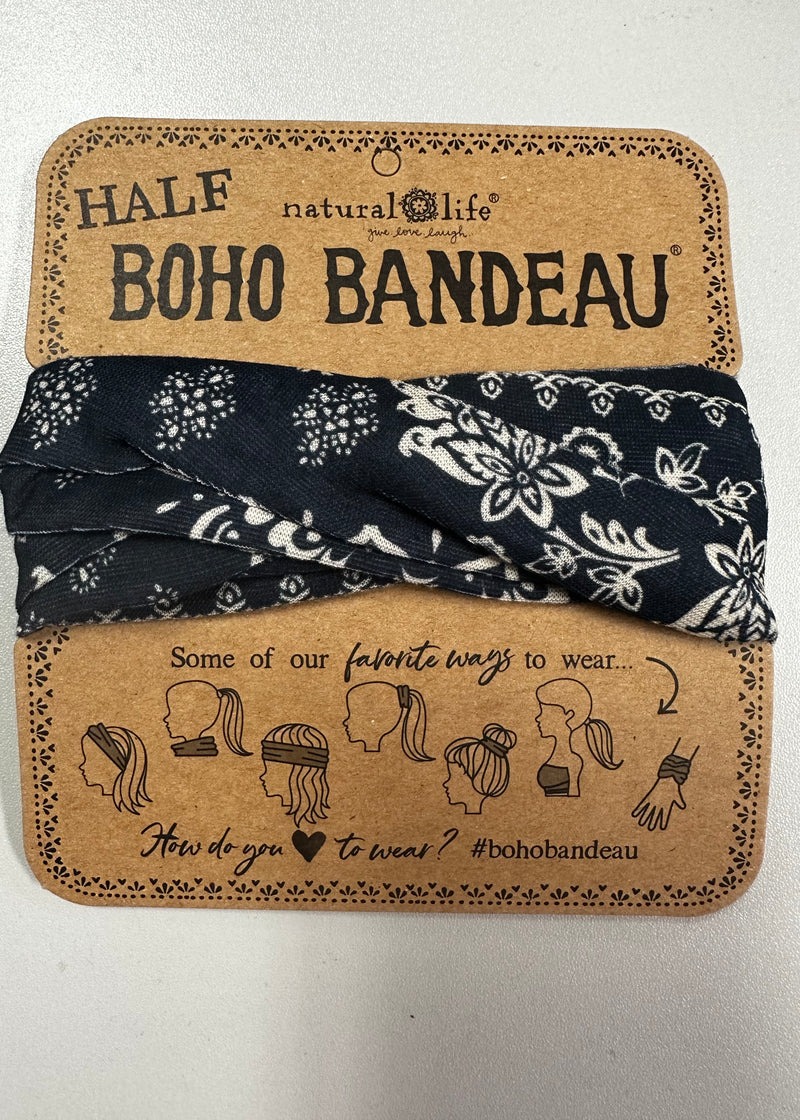 HALF
natural life®
give love laugh.
BOHO BANDEAU®
Some of our favorite ways to wear...
How do you ♥ to wear? #bohobandeau